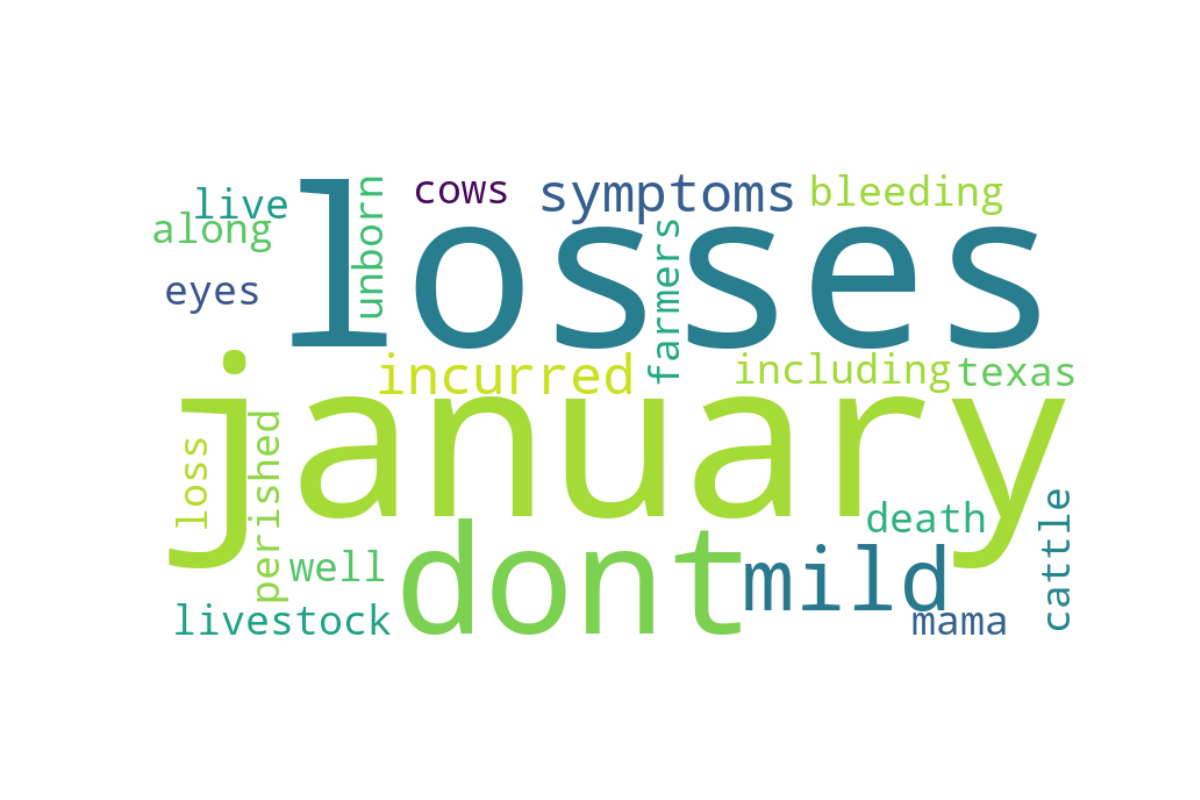 live
along
eyes
losses
unborn
cows
symptoms
bleeding
farmers
incurred
including
texas
january
loss
perished
well
livestock
dont
mild
death
mama
cattle